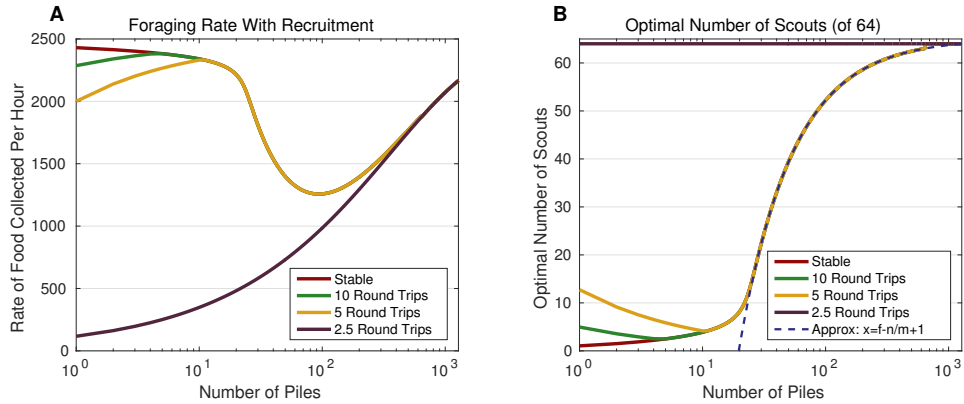 A
Foraging Rate With Recruitment
Rate of Food Collected Per Hour
2500
2000
1500
1000
500
0
Stable
10 Round Trips
5 Round Trips
2.5 Round Trips
10^0 10^1 10^2 10^3
Number of Piles
B
Optimal Number of Scouts (of 64)
Optimal Number of Scouts
60
50
40
30
20
10
0
Stable
10 Round Trips
5 Round Trips
2.5 Round Trips
Approx: x=f-n/m+1
10^0 10^1 10^2 10^3
Number of Piles